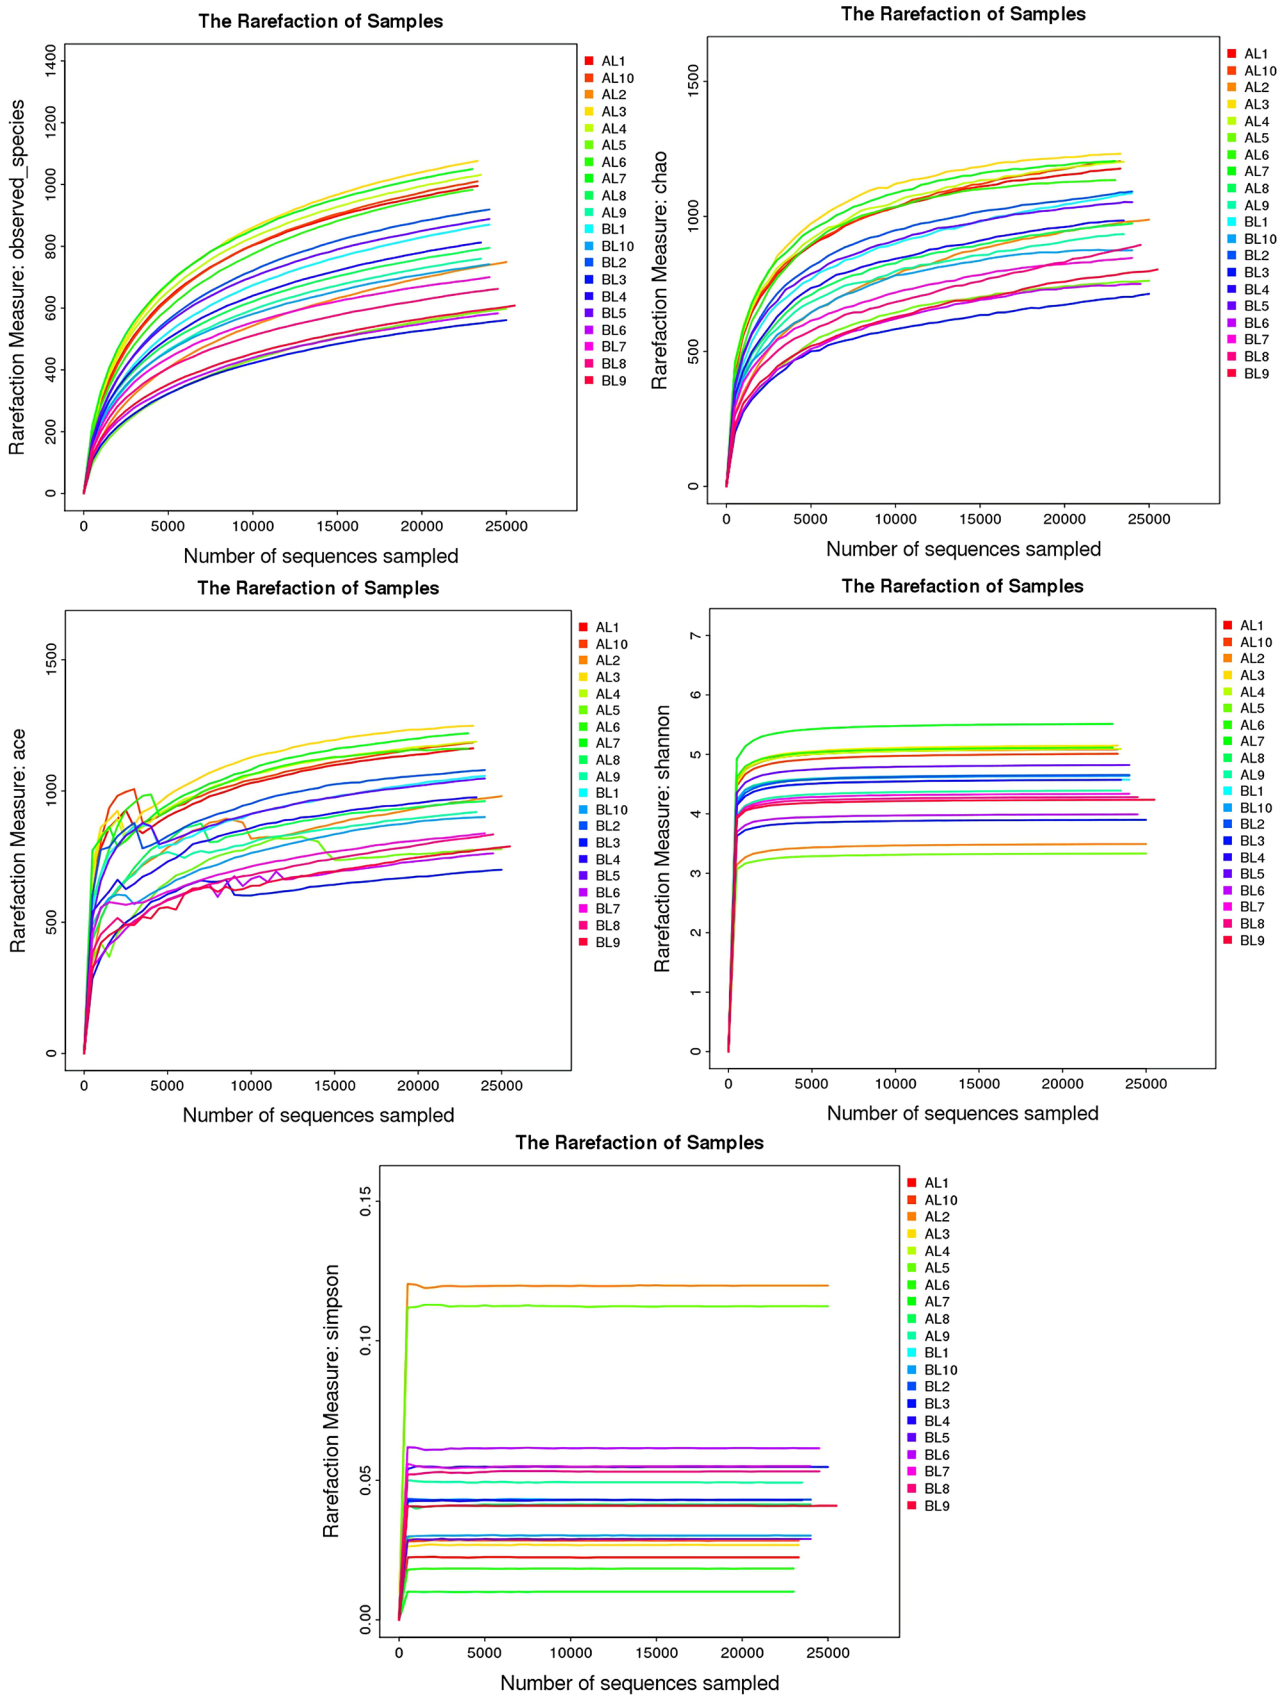 The Rarefaction of Samples
Rarefaction Measure: observed_species
1400
1200
1000
800
600
400
200
0
0 5000 10000 15000 20000 25000
Number of sequences sampled
AL1
AL10
AL2
AL3
AL4
AL5
AL6
AL7
AL8
AL9
BL1
BL10
BL2
BL3
BL4
BL5
BL6
BL7
BL8
BL9
The Rarefaction of Samples
Rarefaction Measure: chao
1500
1000
500
0
0 5000 10000 15000 20000 25000
Number of sequences sampled
AL1
AL10
AL2
AL3
AL4
AL5
AL6
AL7
AL8
AL9
BL1
BL10
BL2
BL3
BL4
BL5
BL6
BL7
BL8
BL9
The Rarefaction of Samples
Rarefaction Measure: ace
1500
1000
500
0
0 5000 10000 15000 20000 25000
Number of sequences sampled
AL1
AL10
AL2
AL3
AL4
AL5
AL6
AL7
AL8
AL9
BL1
BL10
BL2
BL3
BL4
BL5
BL6
BL7
BL8
BL9
The Rarefaction of Samples
Rarefaction Measure: shannon
7
6
5
4
3
2
1
0
0 5000 10000 15000 20000 25000
Number of sequences sampled
AL1
AL10
AL2
AL3
AL4
AL5
AL6
AL7
AL8
AL9
BL1
BL10
BL2
BL3
BL4
BL5
BL6
BL7
BL8
BL9
The Rarefaction of Samples
Rarefaction Measure: simpson
0.15
0.10
0.05
0.00
0 5000 10000 15000 20000 25000
Number of sequences sampled
AL1
AL10
AL2
AL3
AL4
AL5
AL6
AL7
AL8
AL9
BL1
BL10
BL2
BL3
BL4
BL5
BL6
BL7
BL8
BL9